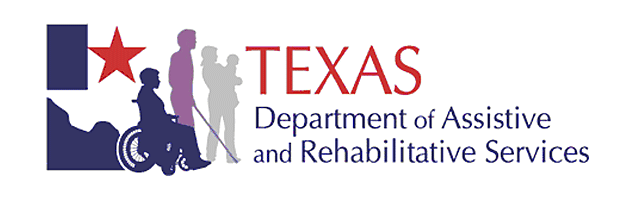 TEXAS
Department of Assistive
and Rehabilitative Services